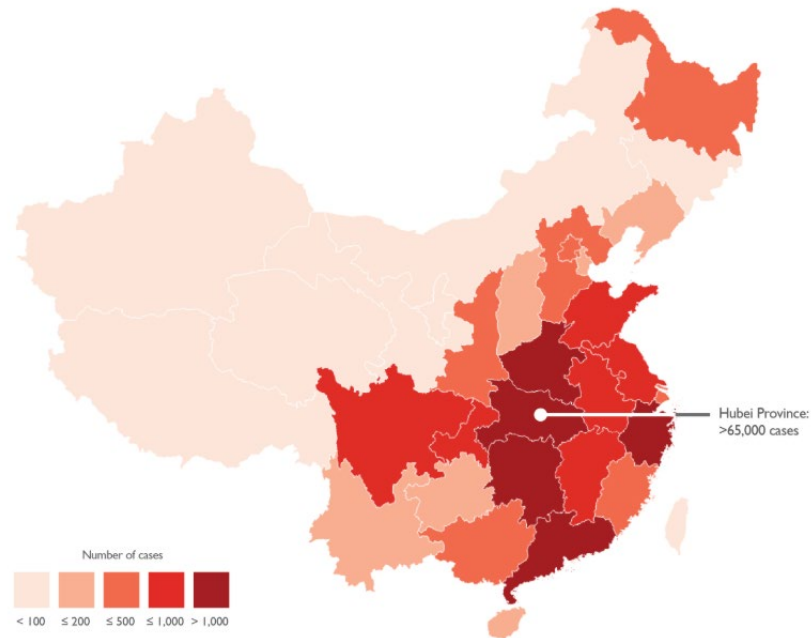 Hubei Province:
>65,000 cases
Number of cases
< 100 ≤ 200 ≤ 500 ≤ 1,000 > 1,000